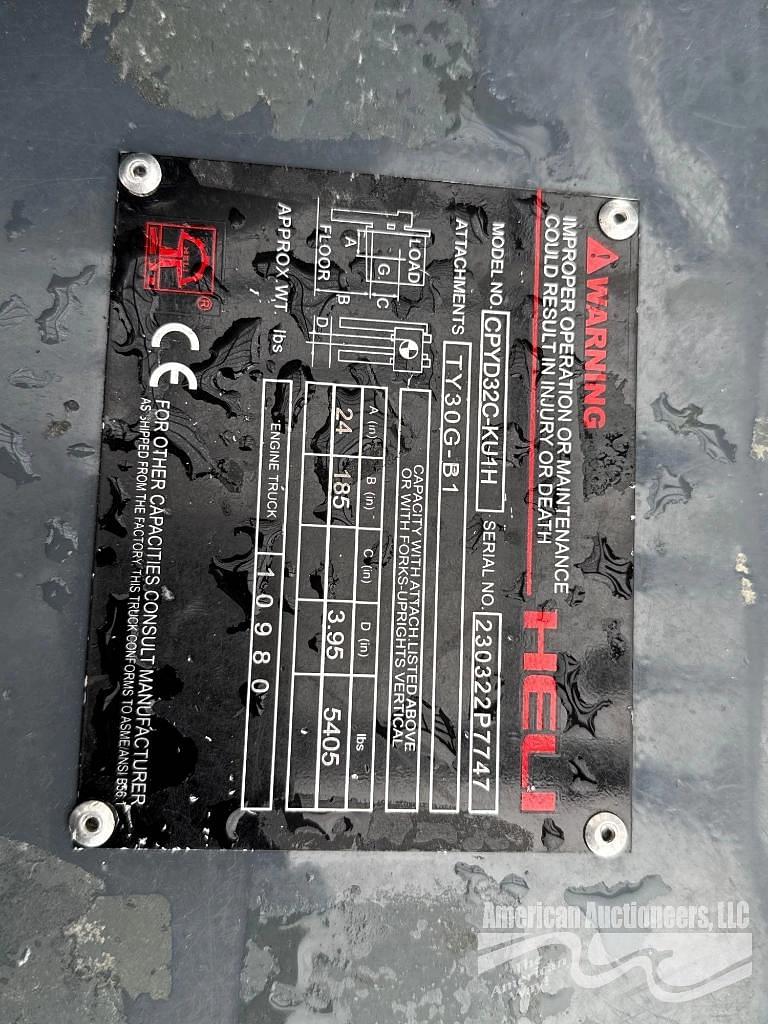 WARNING
IMPROPER OPERATION OR MAINTENANCE
COULD RESULT IN INJURY OR DEATH
HELI
MODEL NO. CPYD32C-KU1H SERIAL NO. 230322P7747
ATTACHMENTS TY30G-B1
CAPACITY WITH ATTACH.LISTED ABOVE
OR WITH FORKS-UPRIGHTS VERTICAL
LOAD
G
A
C
B
D
FLOOR
A (in) B (in) C (in) D (in) lbs
24 185 3.95 5405
APPROX.WT. lbs ENGINE TRUCK 10980
®
CE
FOR OTHER CAPACITIES,CONSULT MANUFACTURER
AS SHIPPED FROM THE FACTORY,THIS TRUCK CONFORMS TO ASME/ANSI B56.1
American Auctioneers, LLC
The
American